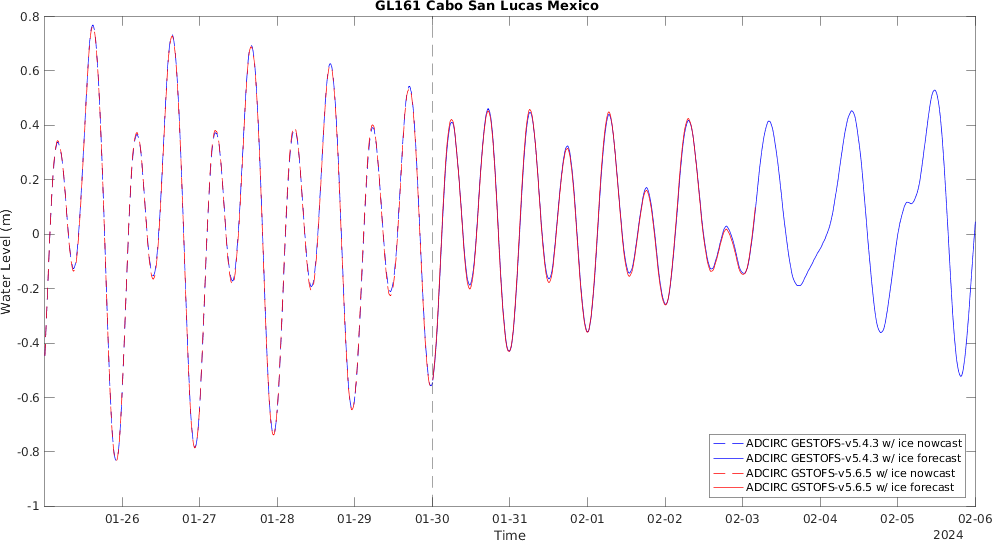 GL161 Cabo San Lucas Mexico
0.8
0.6
0.4
0.2
0
-0.2
-0.4
-0.6
-0.8
-1
Water Level (m)
01-26 01-27 01-28 01-29 01-30 01-31 02-01 02-02 02-03 02-04 02-05 02-06
Time
2024
ADCIRC GESTOFS-v5.4.3 w/ ice nowcast
ADCIRC GESTOFS-v5.4.3 w/ ice forecast
ADCIRC GSTOFS-v5.6.5 w/ ice nowcast
ADCIRC GSTOFS-v5.6.5 w/ ice forecast